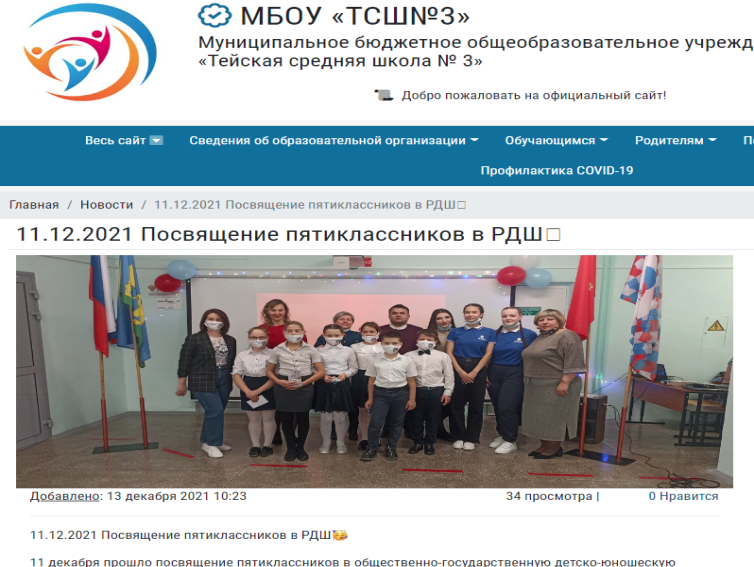 МБОУ «ТСШ№3»
Муниципальное бюджетное общеобразовательное учрежд
«Тейская средняя школа № 3»
Добро пожаловать на официальный сайт!
Весь сайт Сведения об образовательной организации Обучающимся Родителям П
Профилактика COVID-19
Главная / Новости / 11.12.2021 Посвящение пятиклассников в РДШ□
11.12.2021 Посвящение пятиклассников в РДШ□
Добавлено: 13 декабря 2021 10:23 34 просмотра | 0 Нравится
11.12.2021 Посвящение пятиклассников в РДШ🥳
11 декабря прошло посвящение пятиклассников в общественно-государственную детско-юношескую